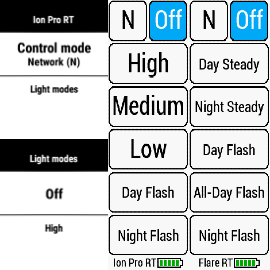 Ion Pro RT
Control mode
Network (N)
Light modes
Light modes
Off
High
N Off N Off
High Day Steady
Medium Night Steady
Low Day Flash
Day Flash All-Day Flash
Night Flash Night Flash
Ion Pro RT Flare RT